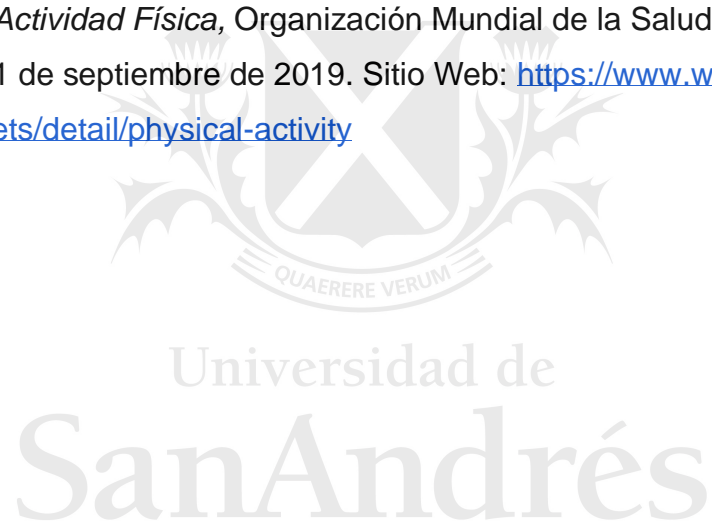 Actividad Física, Organización Mundial de la Salud
1 de septiembre de 2019. Sitio Web: https://www.w
ets/detail/physical-activity
QUAERERE VERUM
Universidad de
SanAndrés